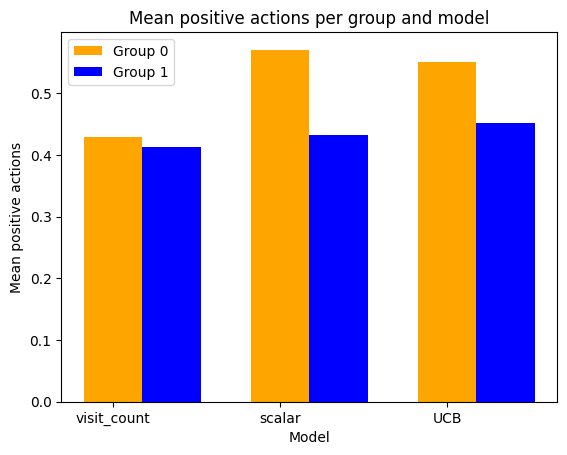 Mean positive actions per group and model
Group 0
Group 1
Mean positive actions
0.5
0.4
0.3
0.2
0.1
0.0
visit_count
scalar
UCB
Model